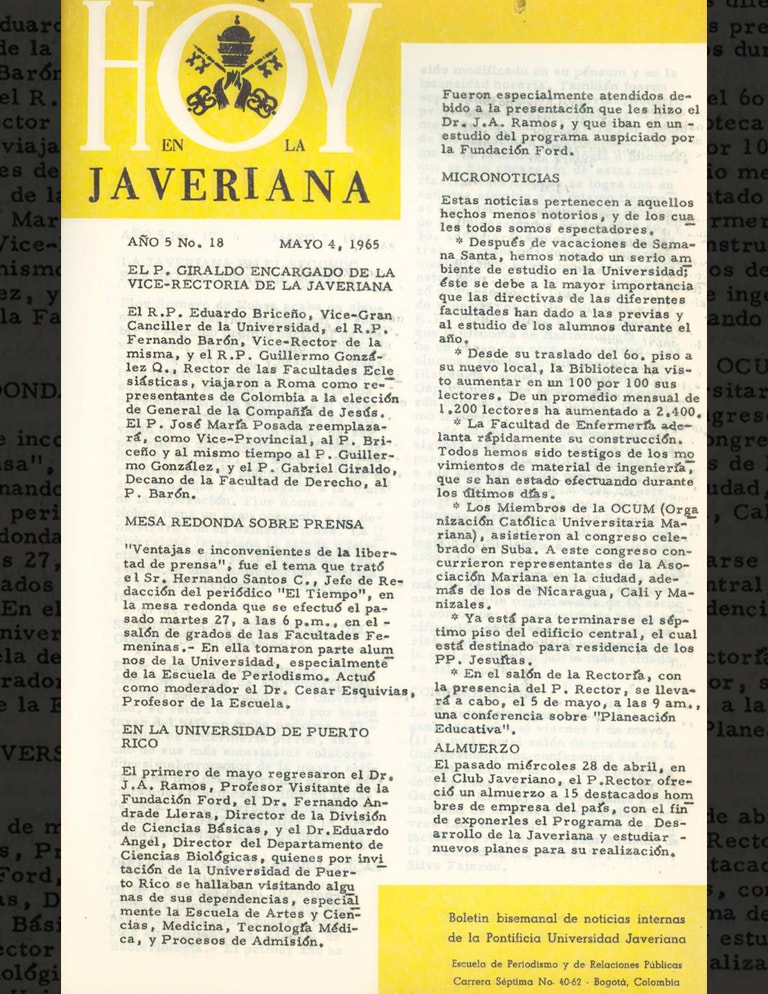 HOY
EN LA
JAVERIANA
AÑO 5 No. 18 MAYO 4, 1965
EL P. GIRALDO ENCARGADO DE LA
VICE-RECTORIA DE LA JAVERIANA
El R.P. Eduardo Briceño, Vice-Gran
Canciller de la Universidad, el R.P.
Fernando Barón, Vice-Rector de la
misma, y el R.P. Guillermo Gonzá-
lez Q., Rector de las Facultades Ecle
siásticas, viajaron a Roma como re-
presentantes de Colombia a la elección
de General de la Compañía de Jesús.
El P. José María Posada reemplaza-
rá, como Vice-Provincial, al P. Bri-
ceño y al mismo tiempo al P. Guiller-
mo González, y el P. Gabriel Giraldo,
Decano de la Facultad de Derecho, al
P. Barón.
MESA REDONDA SOBRE PRENSA
"Ventajas e inconvenientes de la liber-
tad de prensa", fue el tema que trató
el Sr. Hernando Santos C., Jefe de Re-
dacción del periódico "El Tiempo", en
la mesa redonda que se efectuó el pa-
sado martes 27, a las 6 p.m., en el -
salón de grados de las Facultades Fe-
meninas.- En ella tomaron parte alum
nos de la Universidad, especialmente
de la Escuela de Periodismo. Actuó
como moderador el Dr. Cesar Esquivias,
Profesor de la Escuela.
EN LA UNIVERSIDAD DE PUERTO
RICO
El primero de mayo regresaron el Dr.
J.A. Ramos, Profesor Visitante de la
Fundación Ford, el Dr. Fernando An-
drade Lleras, Director de la División
de Ciencias Básicas, y el Dr.Eduardo
Angel, Director del Departamento de
Ciencias Biológicas, quienes por invi
tación de la Universidad de Puer-
to Rico se hallaban visitando algu
nas de sus dependencias, especial
mente la Escuela de Artes y Cien-
cias, Medicina, Tecnología Médi-
ca, y Procesos de Admisión.
Fueron especialmente atendidos de-
bido a la presentación que les hizo el
Dr. J.A. Ramos, y que iban en un -
estudio del programa auspiciado por
la Fundación Ford.
MICRONOTICIAS
Estas noticias pertenecen a aquellos
hechos menos notorios, y de los cua
les todos somos espectadores.
* Después de vacaciones de Sema-
na Santa, hemos notado un serio am
biente de estudio en la Universidad;
éste se debe a la mayor importancia
que las directivas de las diferentes
facultades han dado a las previas y
al estudio de los alumnos durante el
año.
* Desde su traslado del 6o. piso a
su nuevo local, la Biblioteca ha vis-
to aumentar en un 100 por 100 sus
lectores. De un promedio mensual de
1.200 lectores ha aumentado a 2.400.
* La Facultad de Enfermería ade-
lanta rápidamente su construcción.
Todos hemos sido testigos de los mo
vimientos de material de ingeniería,
que se han estado efectuando durante
los últimos días.
* Los Miembros de la OCUM (Orga
nización Católica Universitaria Ma-
riana), asistieron al congreso cele-
brado en Suba. A este congreso con-
currieron representantes de la Aso-
ciación Mariana en la ciudad, ade-
más de los de Nicaragua, Cali y Ma-
nizales.
* Ya está para terminarse el sép-
timo piso del edificio central, el cual
está destinado para residencia de los
PP. Jesuítas.
* En el salón de la Rectoría, con
la presencia del P. Rector, se lleva-
rá a cabo, el 5 de mayo, a las 9 am.,
una conferencia sobre "Planeación
Educativa".
ALMUERZO
El pasado miércoles 28 de abril, en
el Club Javeriano, el P.Rector ofre-
ció un almuerzo a 15 destacados hom
bres de empresa del país, con el fin
de exponerles el Programa de Des-
arrollo de la Javeriana y estudiar -
nuevos planes para su realización.
Boletin bisemanal de noticias internas
de la Pontificia Universidad Javeriana
Escuela de Periodismo y de Relaciones Públicas
Carrera Séptima No. 40-62 - Bogotá, Colombia